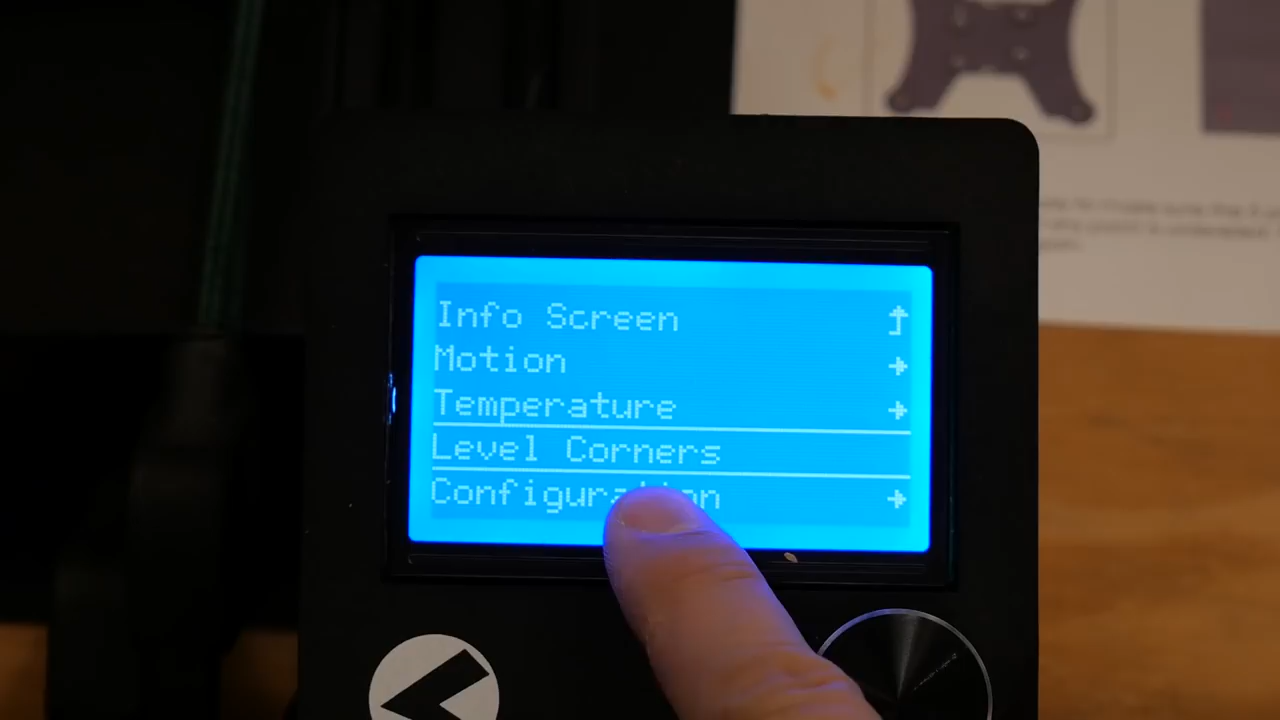 Info Screen
Motion
Temperature
Level Corners
Configuration